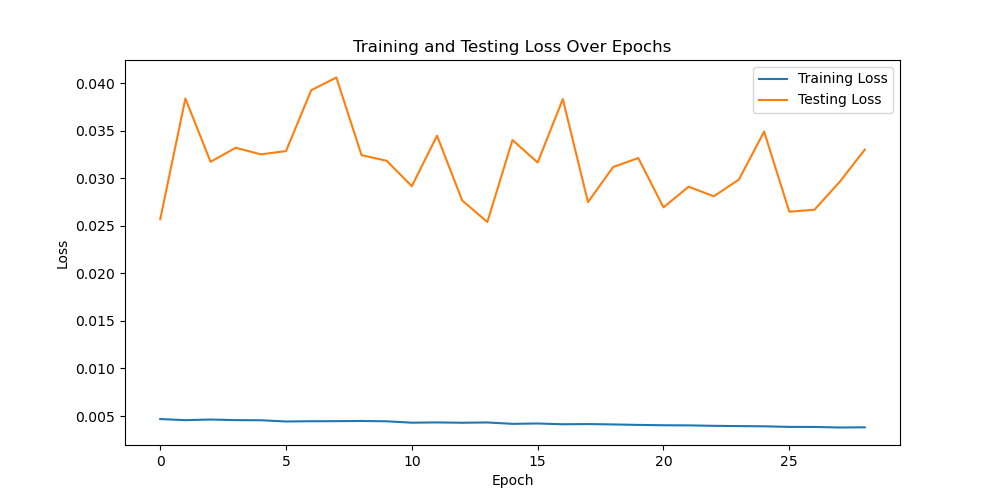 Training and Testing Loss Over Epochs
Training Loss
Testing Loss
0.040
0.035
0.030
0.025
0.020
0.015
0.010
0.005
Loss
0 5 10 15 20 25
Epoch